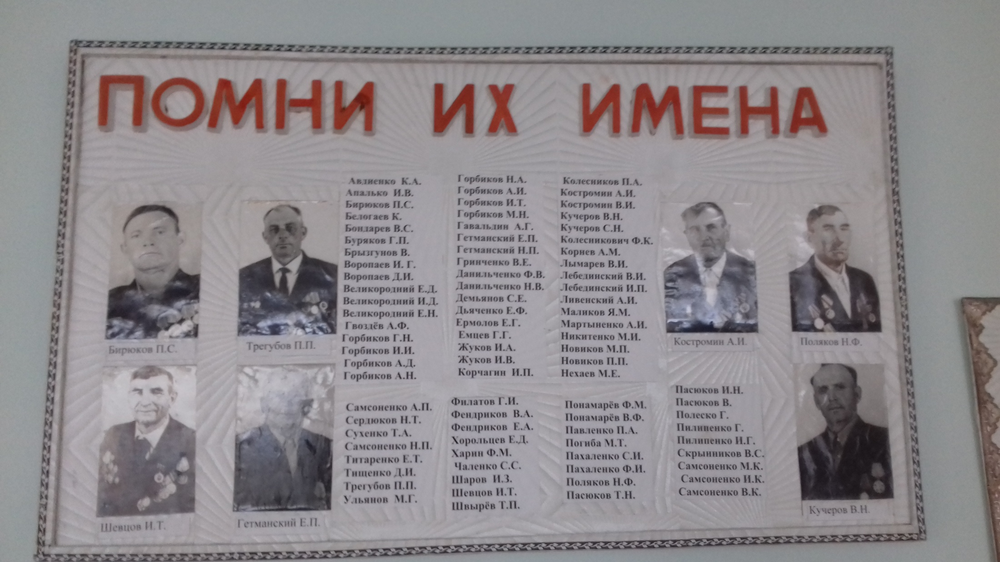 ПОМНИ ИХ ИМЕНА
Авдиенко К.А.
Апалько И.В.
Бирюков П.С.
Белогаев К.
Бондарев В.С.
Буряков Г.П.
Брызгунов В.
Воропаев И. Г.
Воропаев Д.И.
Великородний Е.Д.
Великородний И.Д.
Великородний Е.Н.
Гвоздёв А.Ф.
Горбиков Г.Н.
Горбиков И.И.
Горбиков А.Д.
Горбиков А.Н.
Горбиков Н.А.
Горбиков А.И.
Горбиков И.Т.
Горбиков М.Н.
Гавальдин А.Г.
Гетманский Е.П.
Гетманский Н.П.
Гринченко В.Е.
Данильченко Ф.В.
Данильченко Н.В.
Демьянов С.Е.
Дьяченко Е.Ф.
Ермолов Е.Г.
Емцев Г.Г.
Жуков И.А.
Жуков И.В.
Корчагин И.П.
Колесников П.А.
Костромин А.И.
Костромин В.И.
Кучеров В.Н.
Кучеров С.Н.
Колесникович Ф.К.
Корнев А.М.
Лымарев В.И.
Лебединский В.И.
Лебединский И.П.
Ливенский А.И.
Маликов Я.М.
Мартыненко А.И.
Никитенко М.И.
Новиков М.П.
Новиков П.П.
Нехаев М.Е.
Бирюков П.С.
Трегубов П.П.
Костромин А.И.
Поляков Н.Ф.
Самсоненко А.П.
Сердюков Н.Т.
Сухенко Т.А.
Самсоненко Н.П.
Титаренко Е.Т.
Тищенко Д.И.
Трегубов П.П.
Ульянов М.Г.
Филатов Г.И.
Фендриков В.А.
Фендриков Е.А.
Хорольцев Е.Д.
Харин Ф.М.
Чаленко С.С.
Шаров И.З.
Шевцов И.Т.
Швырёв Т.П.
Понамарёв Ф.М.
Понамарёв В.Ф.
Павленко П.А.
Погиба М.Т.
Пахаленко С.И.
Пахаленко Ф.И.
Поляков Н.Ф.
Пасюков Т.Н.
Пасюков И.Н.
Пасюков В.
Полеско Г.
Пилипенко Г.
Пилипенко И.Г.
Скрынников В.С.
Самсоненко М.К.
Самсоненко И.К.
Самсоненко В.К.
Шевцов И.Т.
Гетманский Е.П.
Кучеров В.Н.